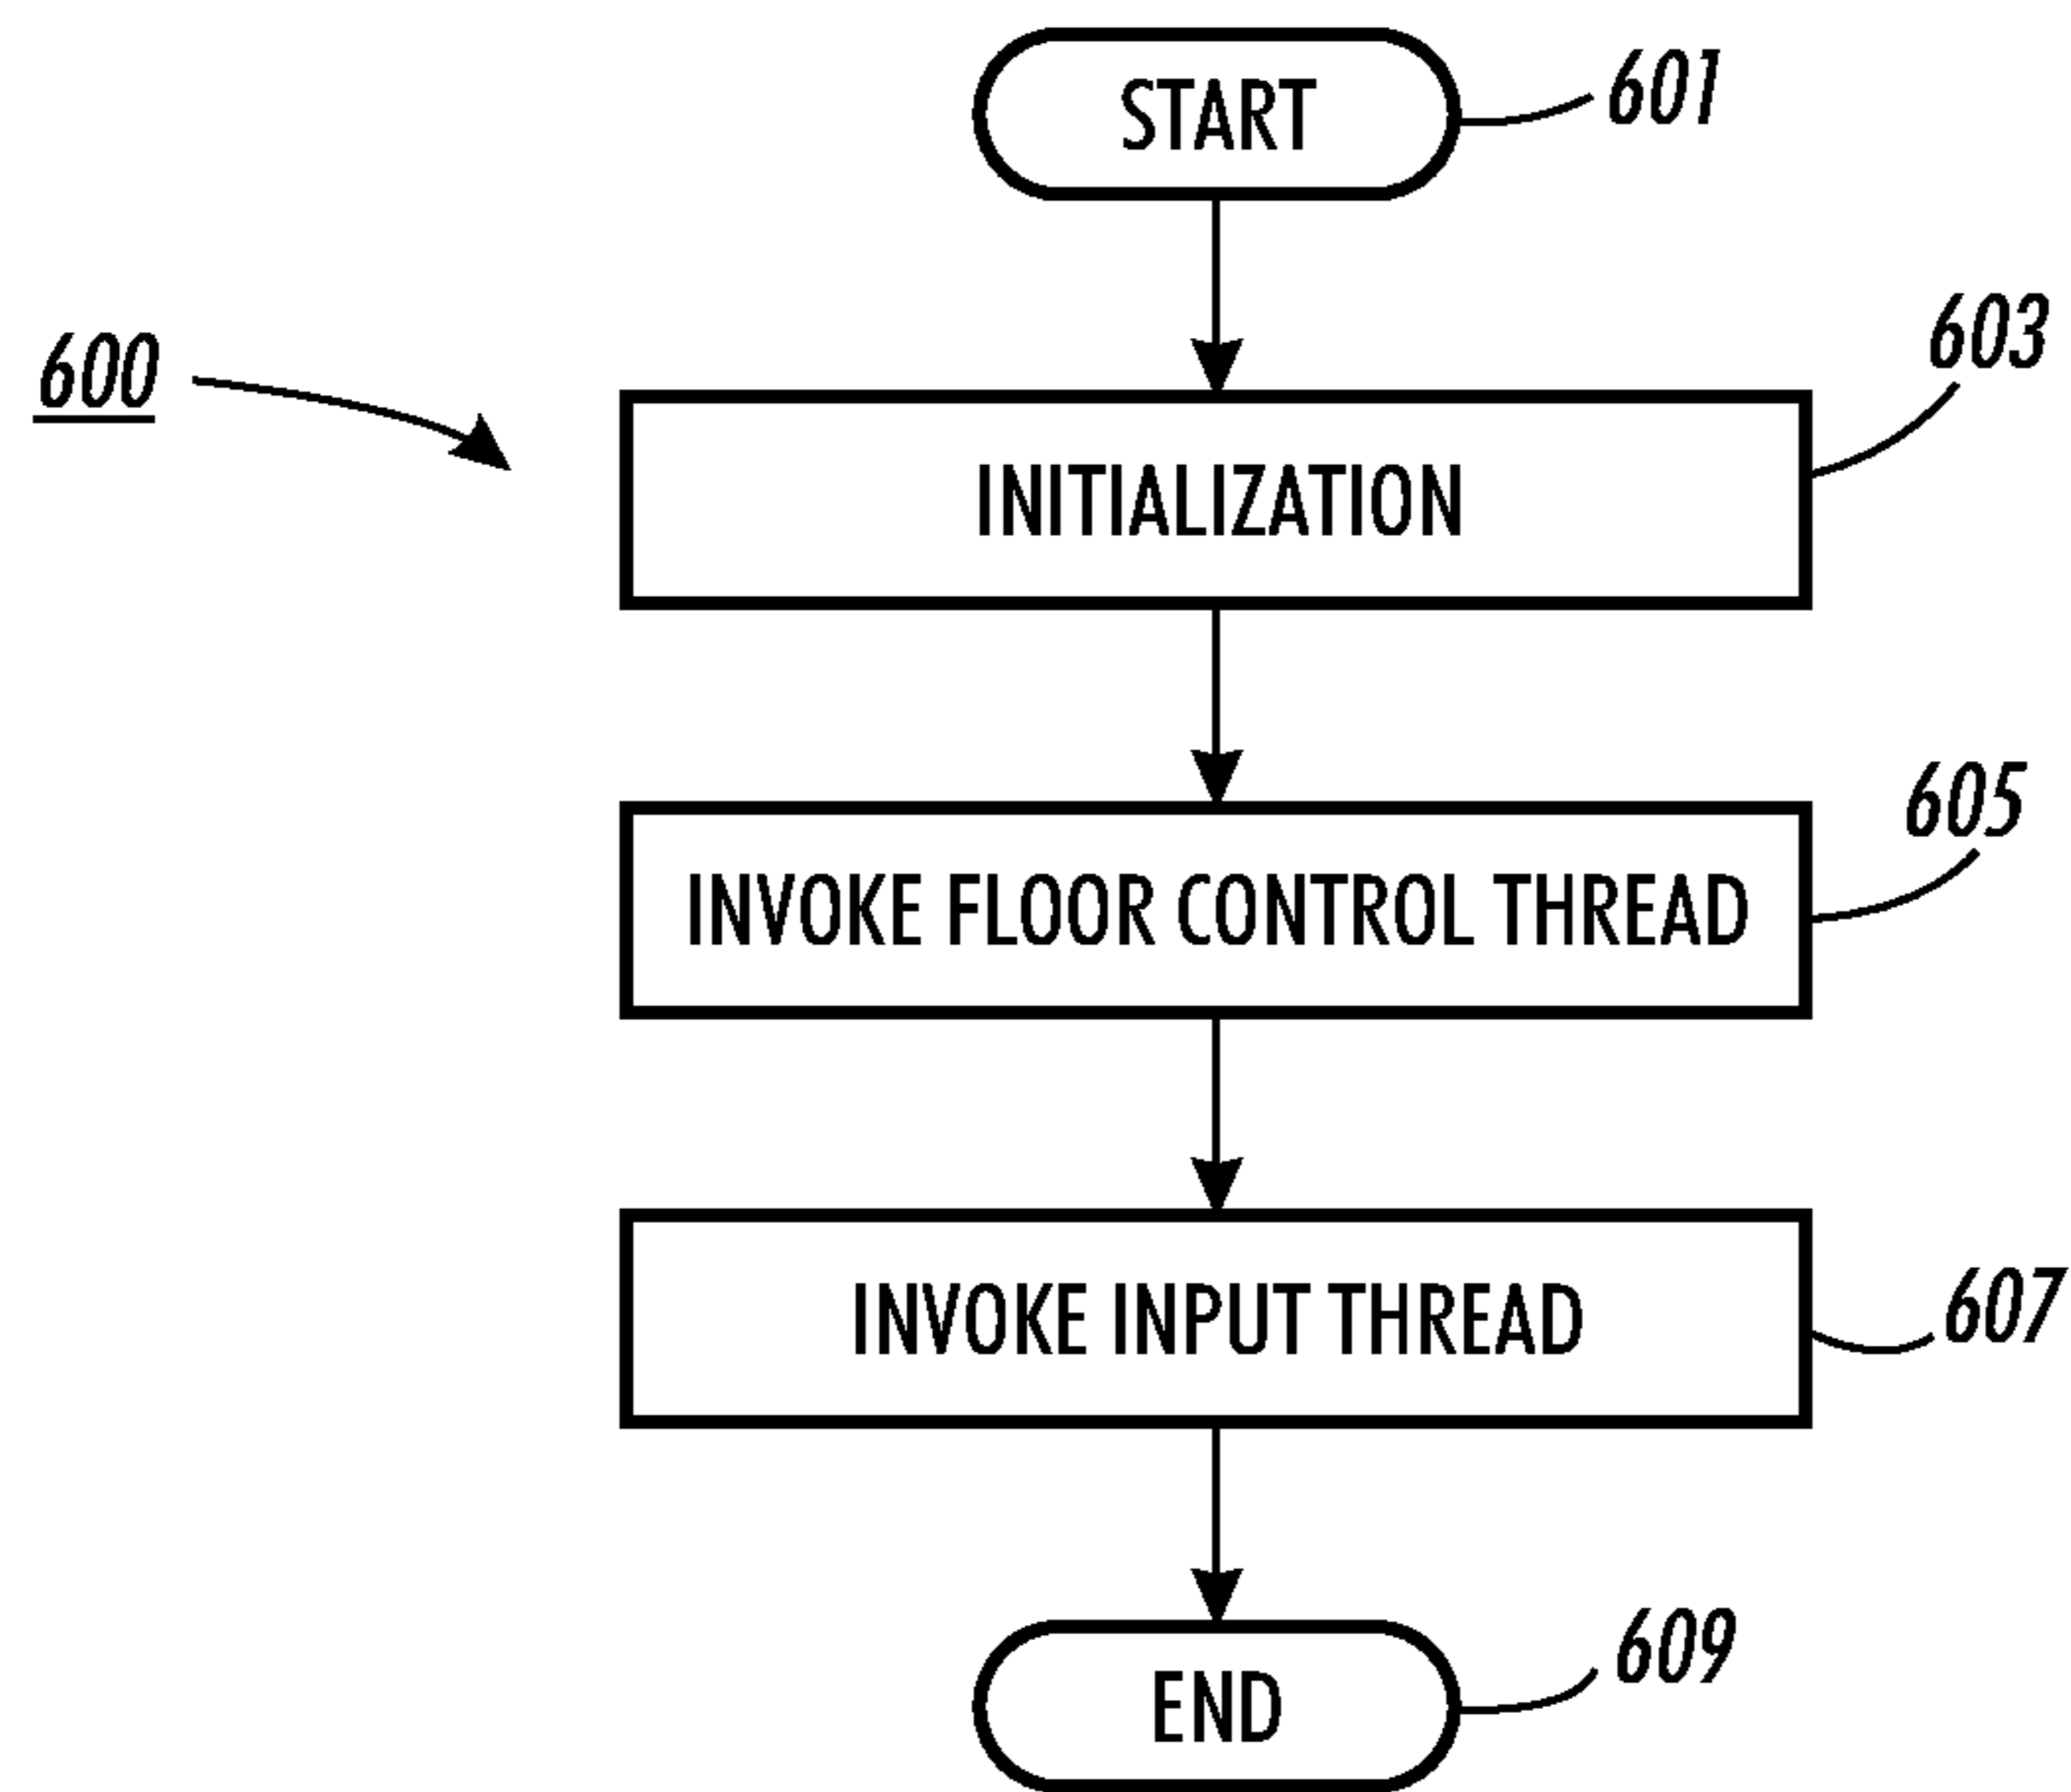 START
601
600
603
INITIALIZATION
605
INVOKE FLOOR CONTROL THREAD
607
INVOKE INPUT THREAD
609
END